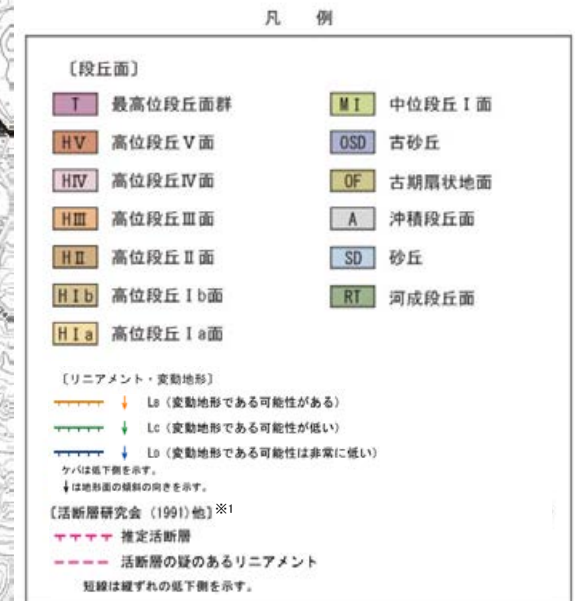 凡 例
〔段丘面〕
T 最高位段丘面群
HⅤ 高位段丘Ⅴ面
HⅣ 高位段丘Ⅳ面
HⅢ 高位段丘Ⅲ面
HⅡ 高位段丘Ⅱ面
HⅠb 高位段丘Ⅰb面
HⅠa 高位段丘Ⅰa面
MⅠ 中位段丘Ⅰ面
OSD 古砂丘
OF 古期扇状地面
A 沖積段丘面
SD 砂丘
RT 河成段丘面
〔リニアメント・変動地形〕
↓ LB（変動地形である可能性がある）
↓ LC（変動地形である可能性が低い）
↓ LD（変動地形である可能性は非常に低い）
ケバは低下側を示す。
↓は地形面の傾斜の向きを示す。
〔活断層研究会（1991）他〕※1
推定活断層
活断層の疑のあるリニアメント
短線は縦ずれの低下側を示す。